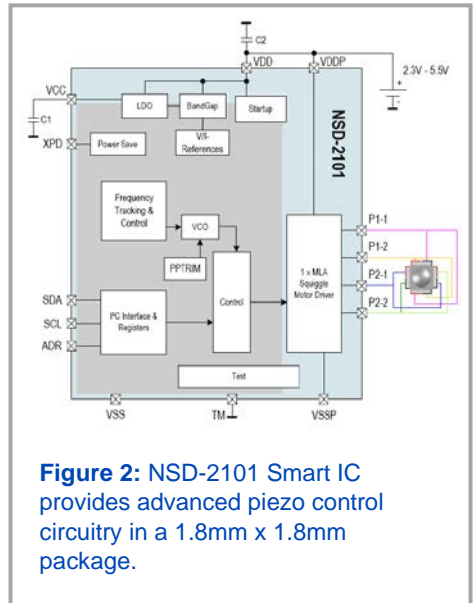 C2
VDD
VDDP
2.3V - 5.5V
+
-
VCC
C1
LDO
BandGap
Startup
NSD-2101
XPD
Power Save
V/I-
References
Frequency
Tracking &
Control
VCO
PPTRIM
Control
1 x MLA
Squiggle
Motor Driver
P1-1
P1-2
P2-1
P2-2
SDA
SCL
ADR
I²C Interface &
Registers
Test
VSS
TM
VSSP
Figure 2: NSD-2101 Smart IC
provides advanced piezo control
circuitry in a 1.8mm x 1.8mm
package.